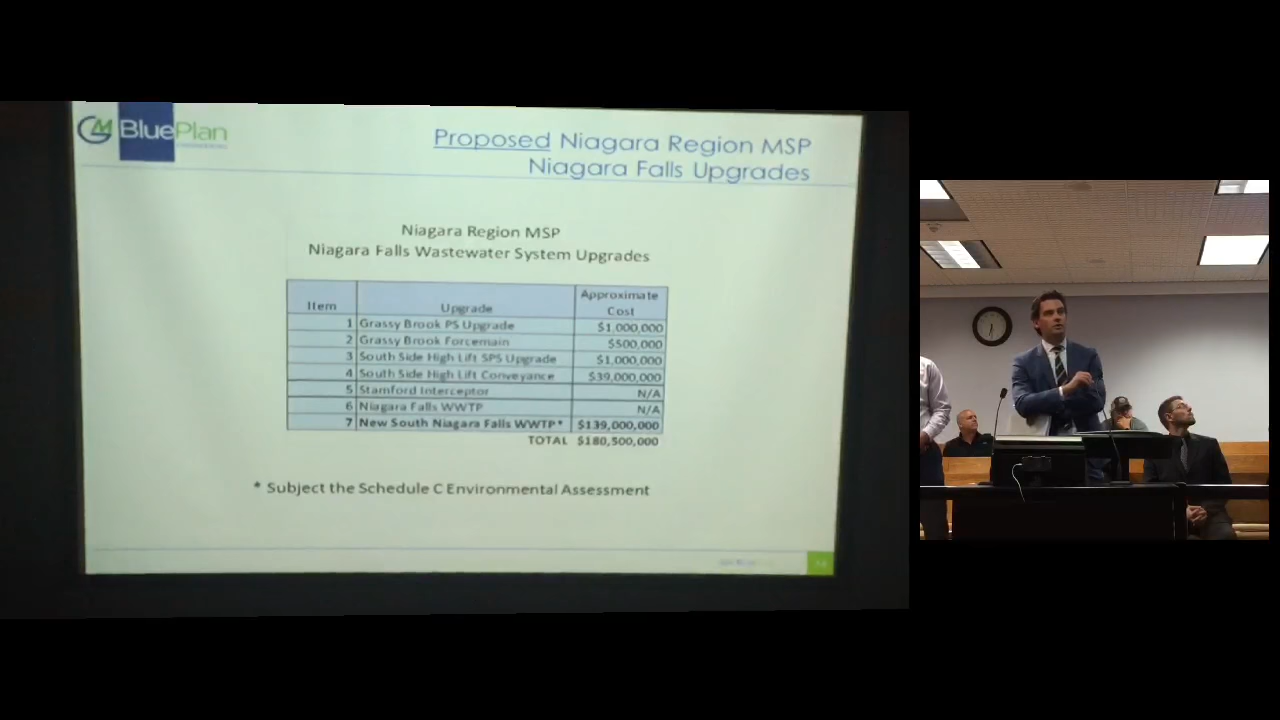 GM BluePlan
Proposed Niagara Region MSP
Niagara Falls Upgrades
Niagara Region MSP
Niagara Falls Wastewater System Upgrades
Item Upgrade Approximate Cost
1 Grassy Brook PS Upgrade $1,000,000
2 Grassy Brook Forcemain $500,000
3 South Side High Lift SPS Upgrade $1,000,000
4 South Side High Lift Conveyance $39,000,000
5 Stamford Interceptor N/A
6 Niagara Falls WWTP N/A
7 New South Niagara Falls WWTP* $139,000,000
TOTAL $180,500,000
* Subject the Schedule C Environmental Assessment